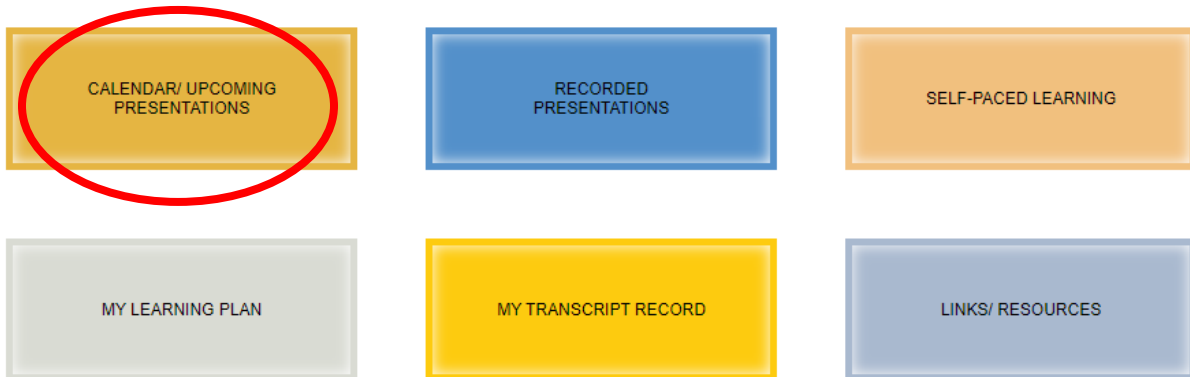 CALENDAR/ UPCOMING
PRESENTATIONS
RECORDED
PRESENTATIONS
SELF-PACED LEARNING
MY LEARNING PLAN
MY TRANSCRIPT RECORD
LINKS/ RESOURCES